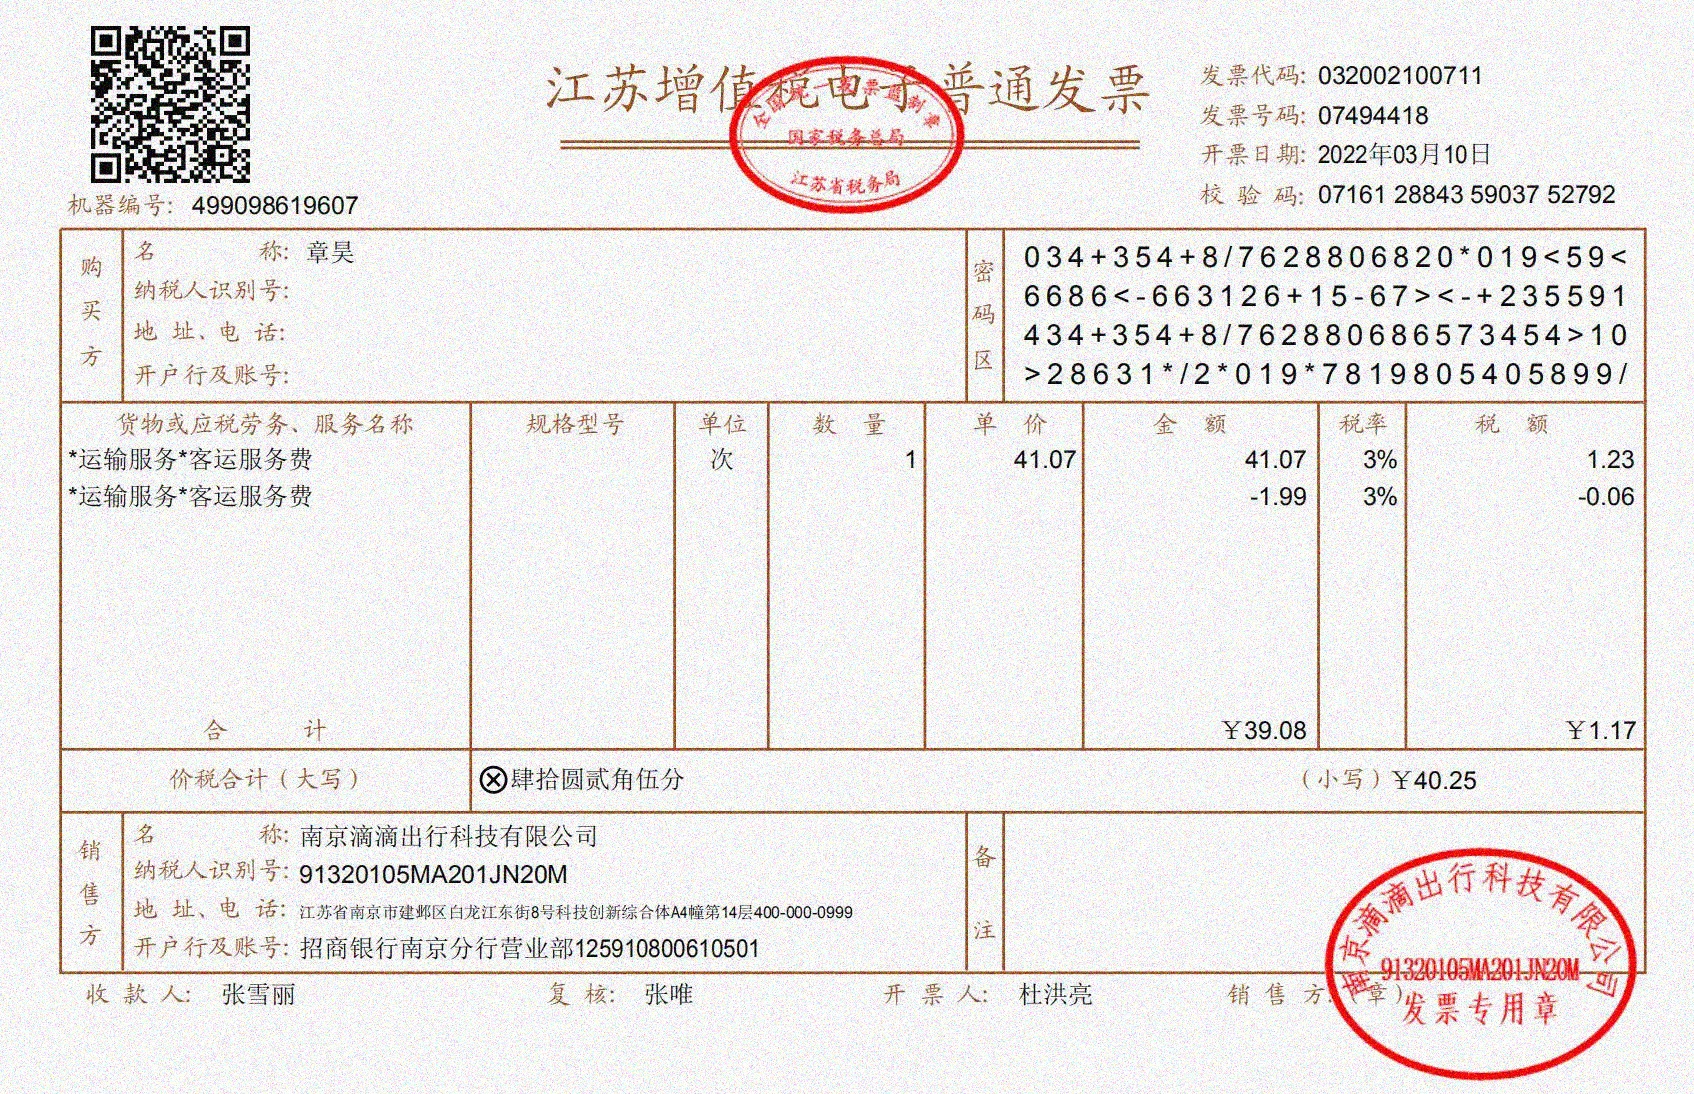 江苏增值税电子普通发票
全国统一发票监制章
国家税务总局
江苏省税务局
发票代码: 032002100711
发票号码: 07494418
开票日期: 2022年03月10日
校 验 码: 07161 28843 59037 52792
机器编号: 499098619607
购买方
名 称: 章昊
纳税人识别号:
地 址、电 话:
开户行及账号:
密码区
034+354+8/7628806820*019<59<
6686<-663126+15-67><-+235591
434+354+8/762880686573454>10
>28631*/2*019*7819805405899/
货物或应税劳务、服务名称 规格型号 单位 数 量 单 价 金 额 税率 税 额
*运输服务*客运服务费 次 1 41.07 41.07 3% 1.23
*运输服务*客运服务费 -1.99 3% -0.06
合 计 ￥39.08 ￥1.17
价税合计（大写） ⊗肆拾圆贰角伍分 （小写）￥40.25
销售方
名 称: 南京滴滴出行科技有限公司
纳税人识别号: 91320105MA201JN20M
地 址、电 话: 江苏省南京市建邺区白龙江东街8号科技创新综合体A4幢第14层400-000-0999
开户行及账号: 招商银行南京分行营业部125910800610501
备注
收 款 人: 张雪丽 复 核: 张唯 开 票 人: 杜洪亮 销 售 方:（章）
南京滴滴出行科技有限公司
91320105MA201JN20M
发票专用章